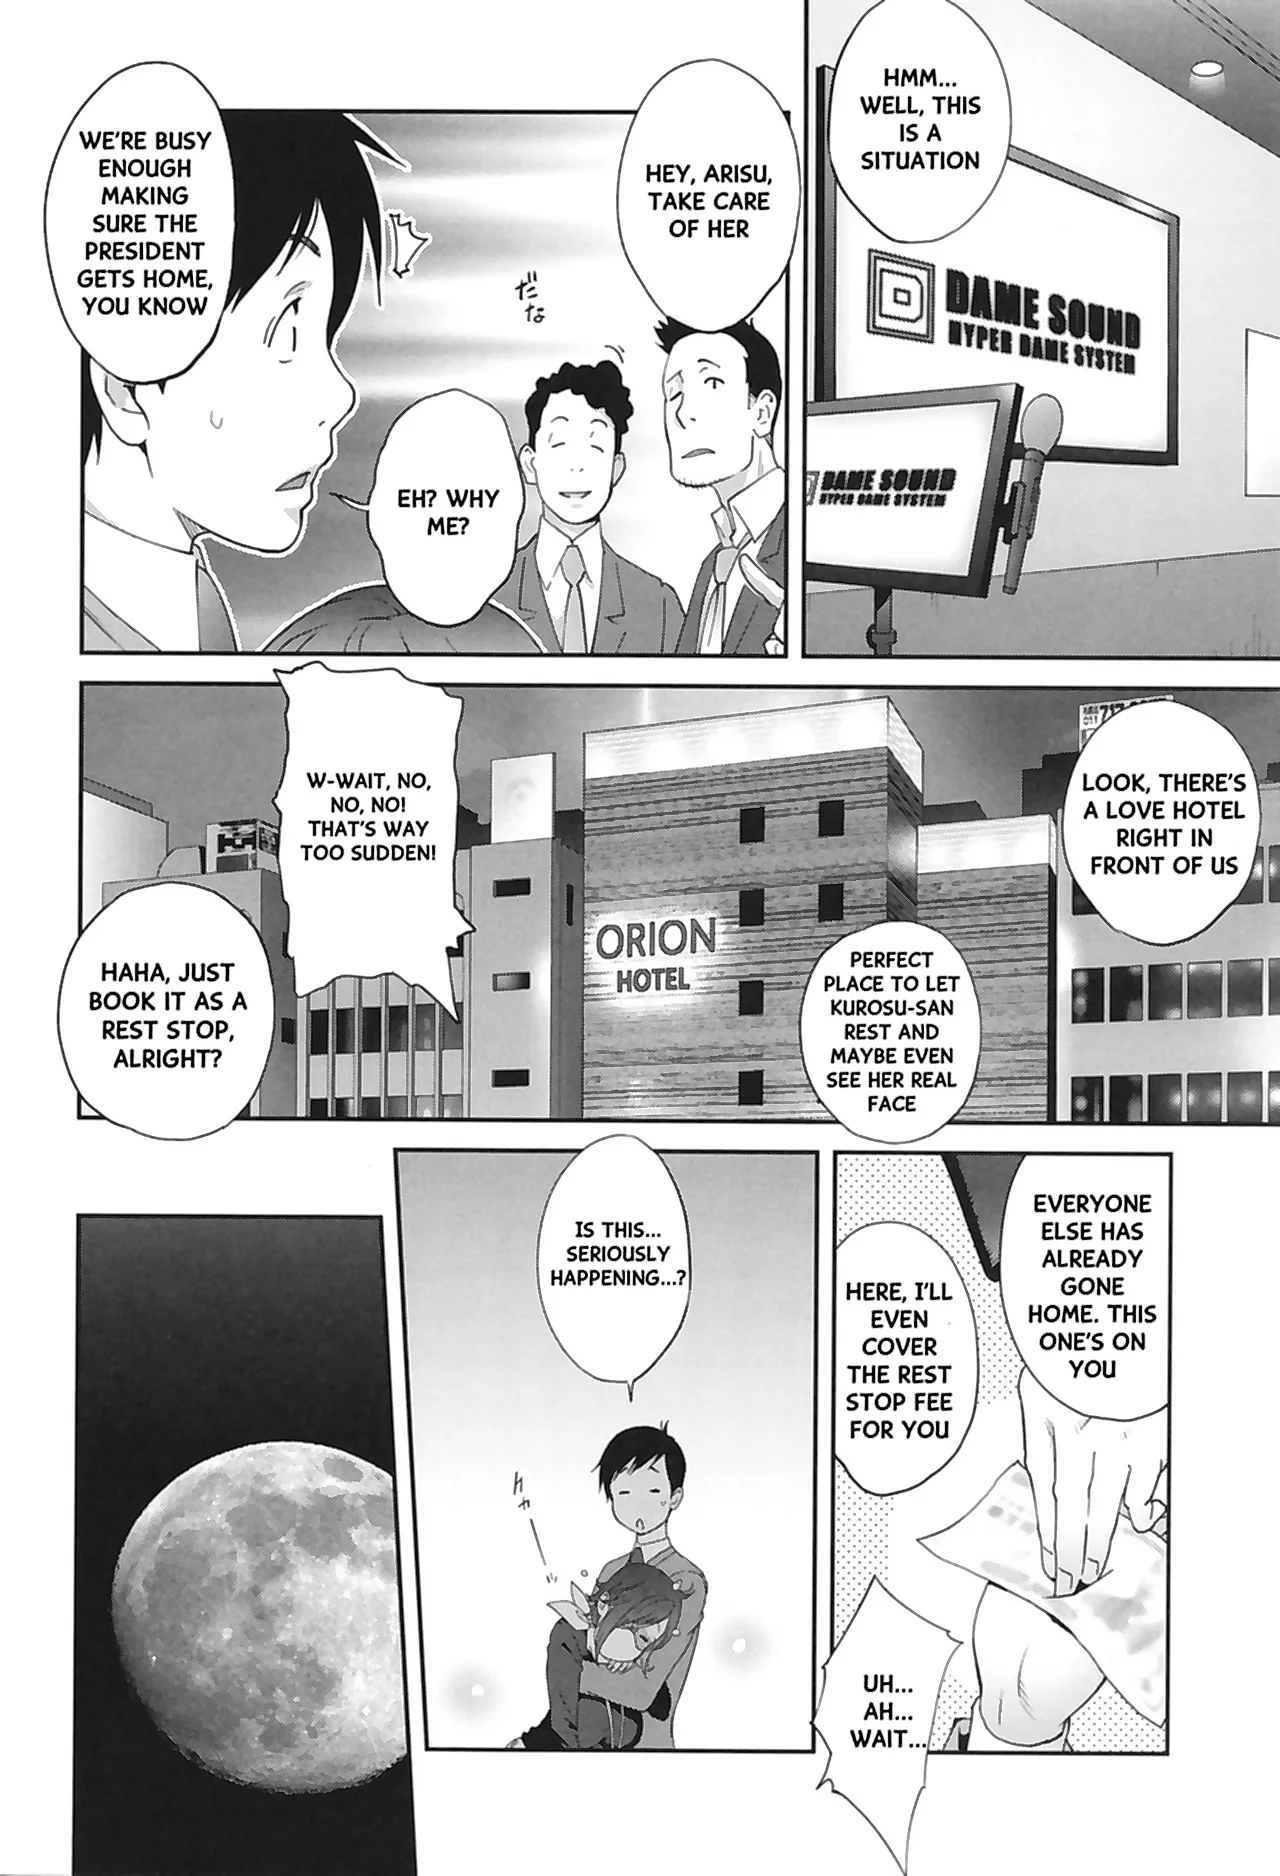 HMM...
WELL, THIS
IS A
SITUATION
DAME SOUND
HYPER DAME SYSTEM
DAME SOUND
HYPER DAME SYSTEM
HEY, ARISU,
TAKE CARE
OF HER
だな
EH? WHY
ME?
WE'RE BUSY
ENOUGH
MAKING
SURE THE
PRESIDENT
GETS HOME,
YOU KNOW
LOOK, THERE'S
A LOVE HOTEL
RIGHT IN
FRONT OF US
PERFECT
PLACE TO LET
KUROSU-SAN
REST AND
MAYBE EVEN
SEE HER REAL
FACE
ORION
HOTEL
W-WAIT, NO,
NO, NO!
THAT'S WAY
TOO SUDDEN!
HAHA, JUST
BOOK IT AS A
REST STOP,
ALRIGHT?
EVERYONE
ELSE HAS
ALREADY
GONE
HOME. THIS
ONE'S ON
YOU
HERE, I'LL
EVEN
COVER
THE REST
STOP FEE
FOR YOU
UH...
AH...
WAIT...
IS THIS...
SERIOUSLY
HAPPENING...?